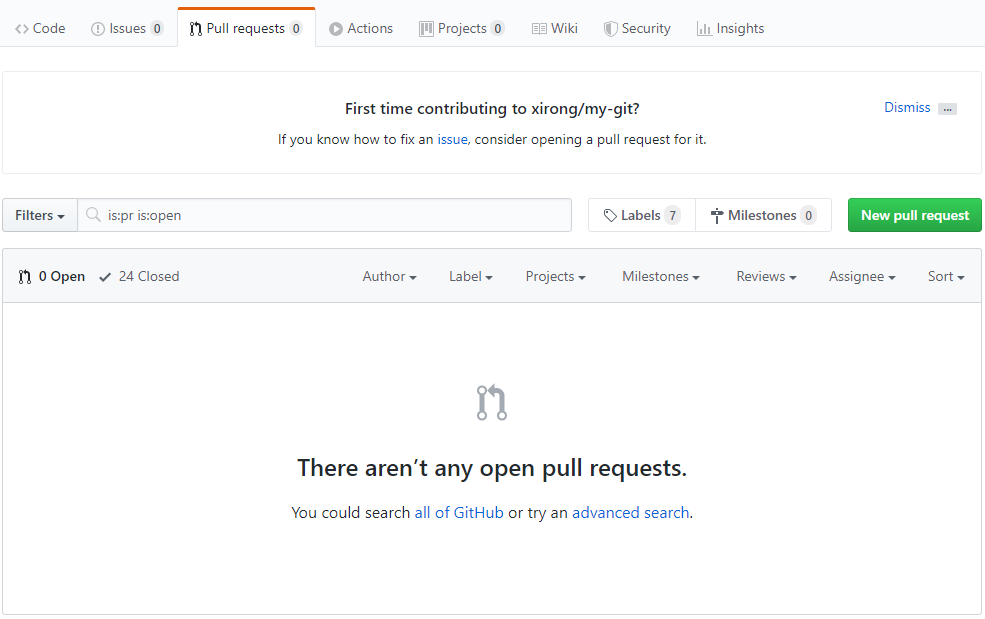 Code Issues 0 Pull requests 0 Actions Projects 0 Wiki Security Insights
First time contributing to xirong/my-git?
Dismiss ...
If you know how to fix an issue, consider opening a pull request for it.
Filters is:pr is:open Labels 7 Milestones 0 New pull request
0 Open 24 Closed Author Label Projects Milestones Reviews Assignee Sort
There aren’t any open pull requests.
You could search all of GitHub or try an advanced search.